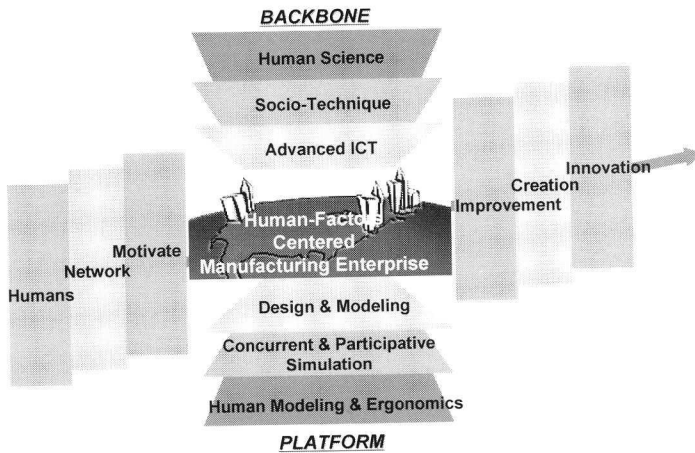 BACKBONE
Human Science
Socio-Technique
Advanced ICT
Humans
Network
Motivate
Human-Factors
Centered
Manufacturing Enterprise
Improvement
Creation
Innovation
Design & Modeling
Concurrent & Participative
Simulation
Human Modeling & Ergonomics
PLATFORM